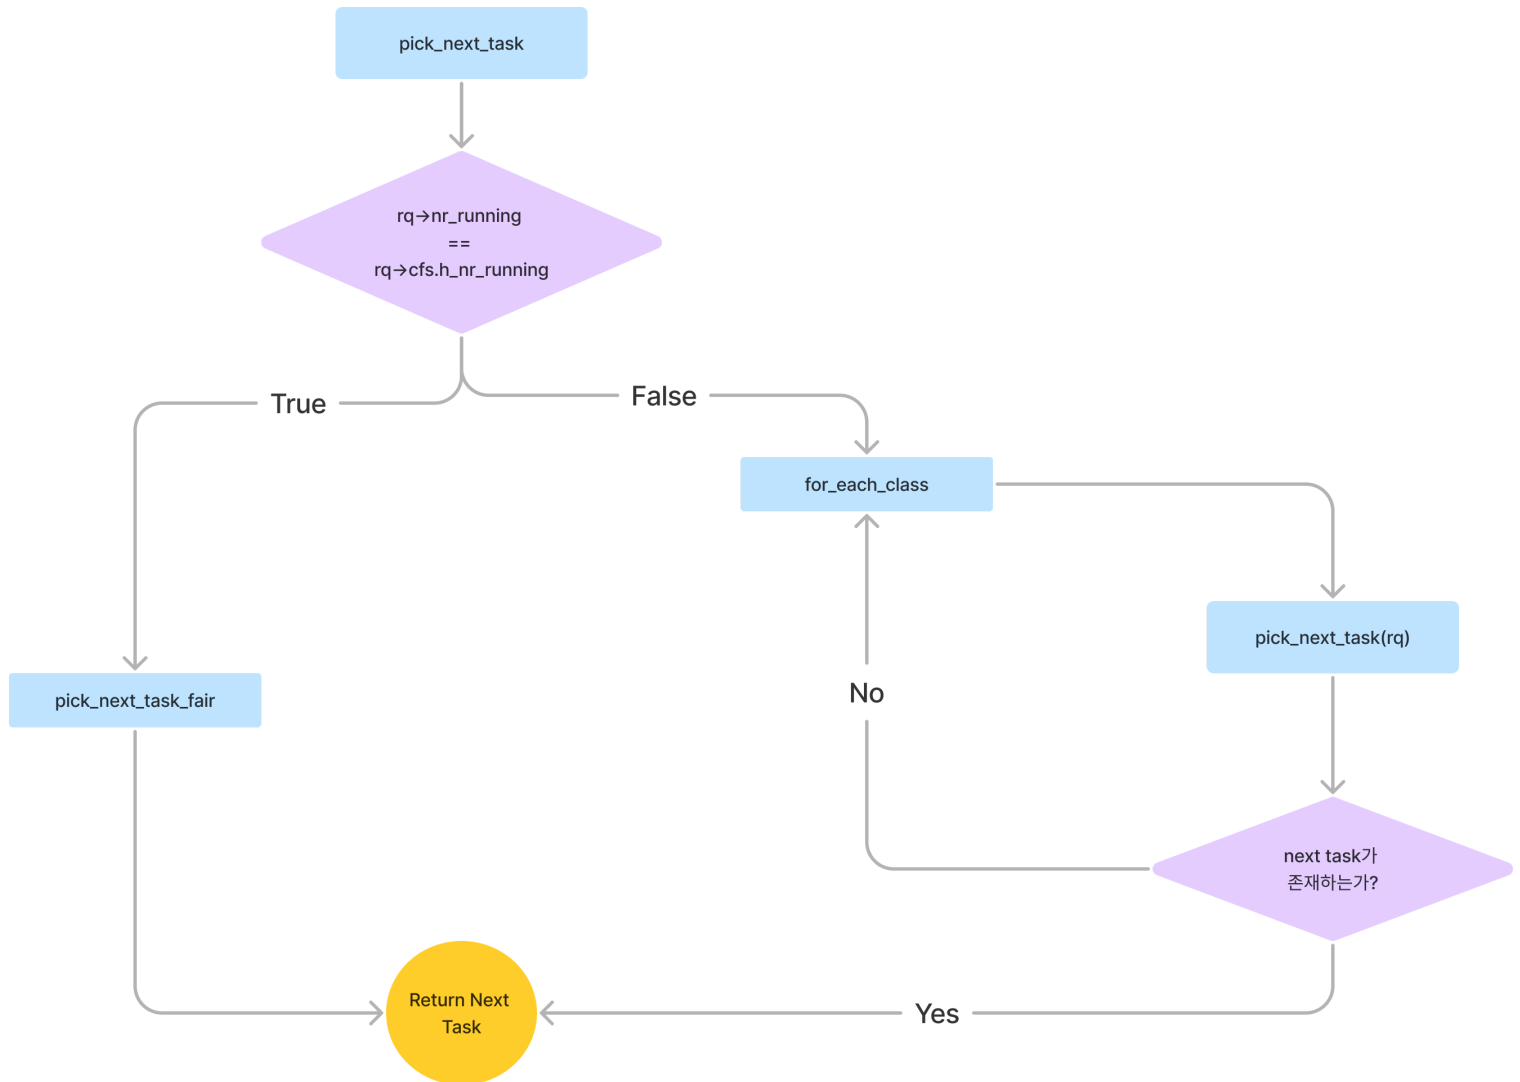 pick_next_task
rq→nr_running
==
rq→cfs.h_nr_running
True
False
for_each_class
pick_next_task(rq)
pick_next_task_fair
No
next task가
존재하는가?
Return Next
Task
Yes